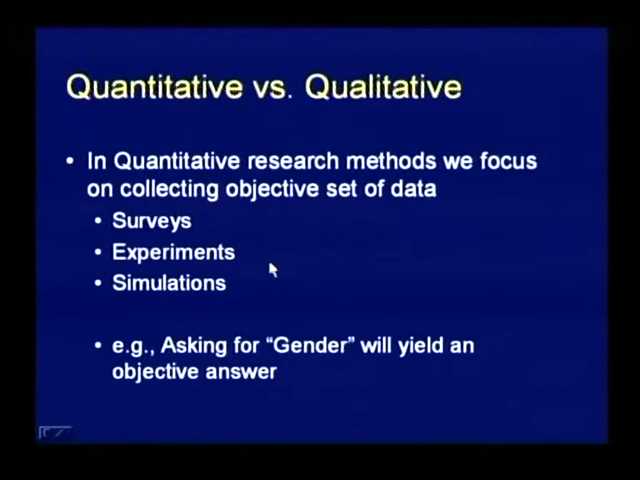 Quantitative vs. Qualitative
• In Quantitative research methods we focus
on collecting objective set of data
• Surveys
• Experiments
• Simulations
• e.g., Asking for “Gender” will yield an
objective answer